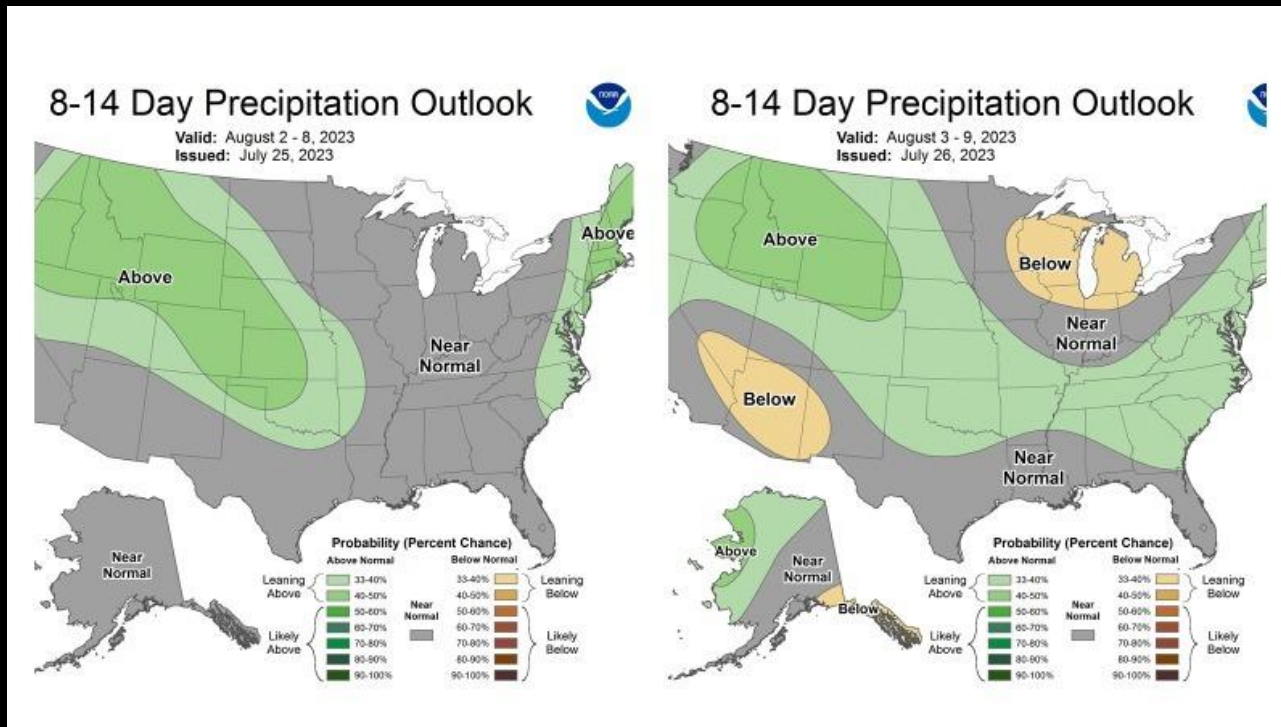 8-14 Day Precipitation Outlook
Valid: August 2 - 8, 2023
Issued: July 25, 2023
NOAA
Above
Above
Near
Normal
Near
Normal
Probability (Percent Chance)
Above Normal
Below Normal
Leaning
Above
33-40%
40-50%
Likely
Above
50-60%
60-70%
70-80%
80-90%
90-100%
Near
Normal
33-40%
40-50%
Leaning
Below
50-60%
60-70%
70-80%
80-90%
90-100%
Likely
Below
8-14 Day Precipitation Outlook
Valid: August 3 - 9, 2023
Issued: July 26, 2023
Above
Below
Near
Normal
Below
Near
Normal
Above
Near
Normal
Below
Probability (Percent Chance)
Above Normal
Below Normal
Leaning
Above
33-40%
40-50%
Likely
Above
50-60%
60-70%
70-80%
80-90%
90-100%
Near
Normal
33-40%
40-50%
Leaning
Below
50-60%
60-70%
70-80%
80-90%
90-100%
Likely
Below